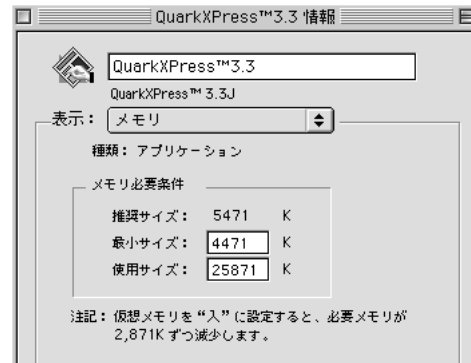 QuarkXPress™3.3 情報
QuarkXPress™3.3
QuarkXPress™ 3.3J
表示： メモリ
種類： アプリケーション
メモリ必要条件
推奨サイズ： 5471 K
最小サイズ： 4471 K
使用サイズ： 25871 K
注記： 仮想メモリを“入”に設定すると、必要メモリが
2,871K ずつ減少します。